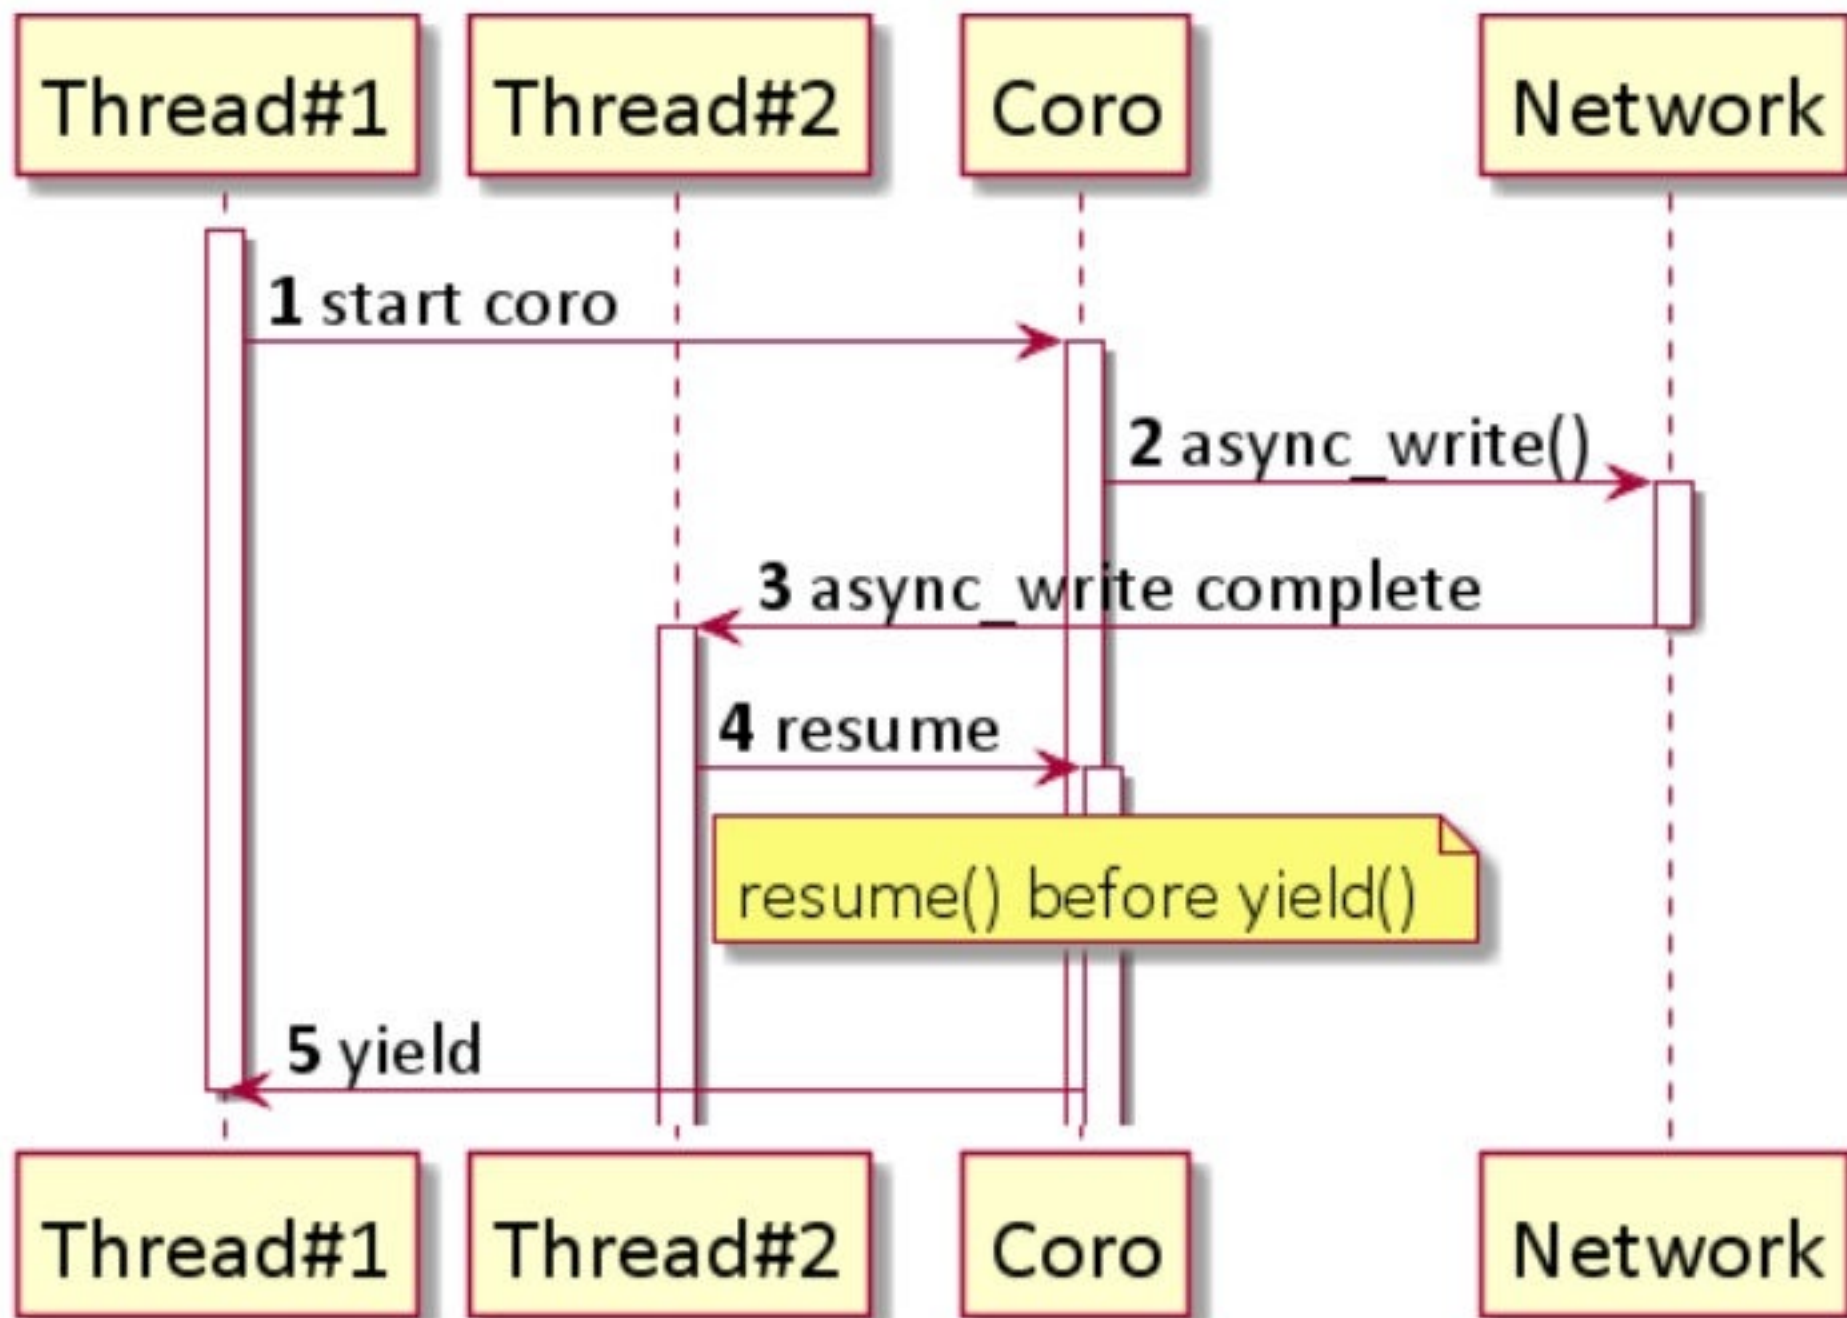 Thread#1
Thread#2
Coro
Network
1 start coro
2 async_write()
3 async_write complete
4 resume
resume() before yield()
5 yield
Thread#1
Thread#2
Coro
Network